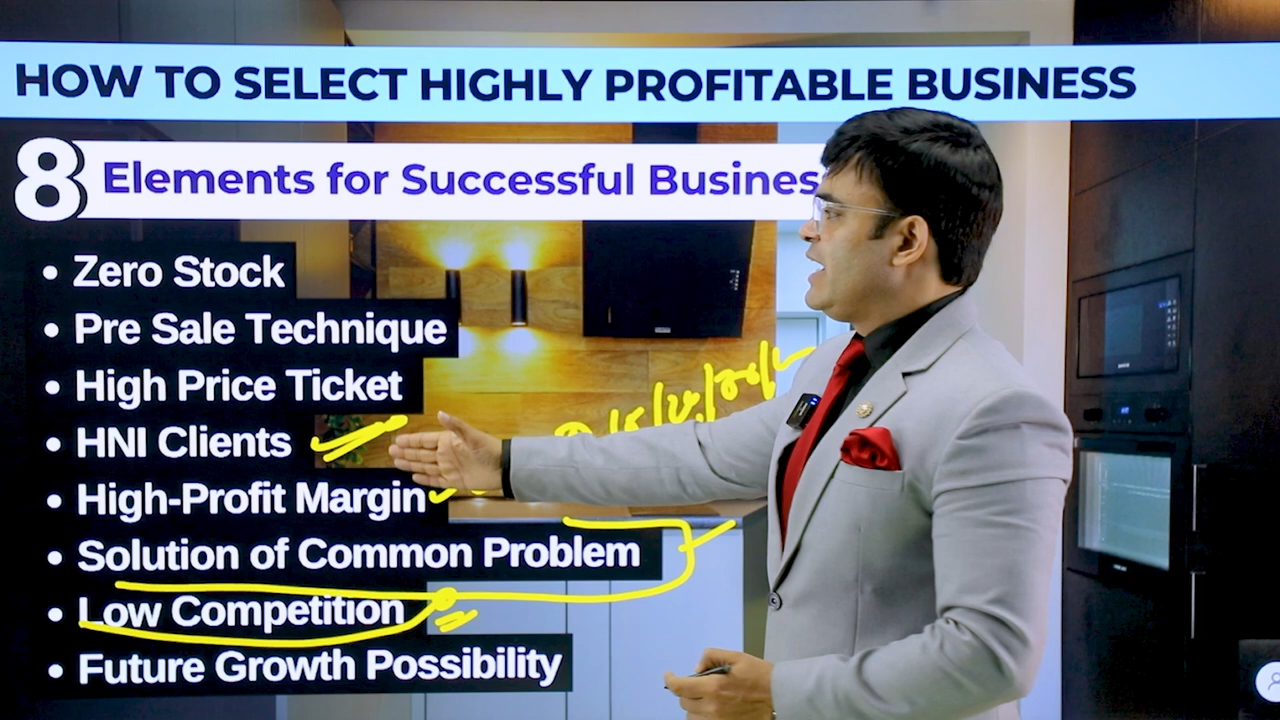 HOW TO SELECT HIGHLY PROFITABLE BUSINESS
8 Elements for Successful Busines
• Zero Stock
• Pre Sale Technique
• High Price Ticket
• HNI Clients
• High-Profit Margin
• Solution of Common Problem
• Low Competition
• Future Growth Possibility